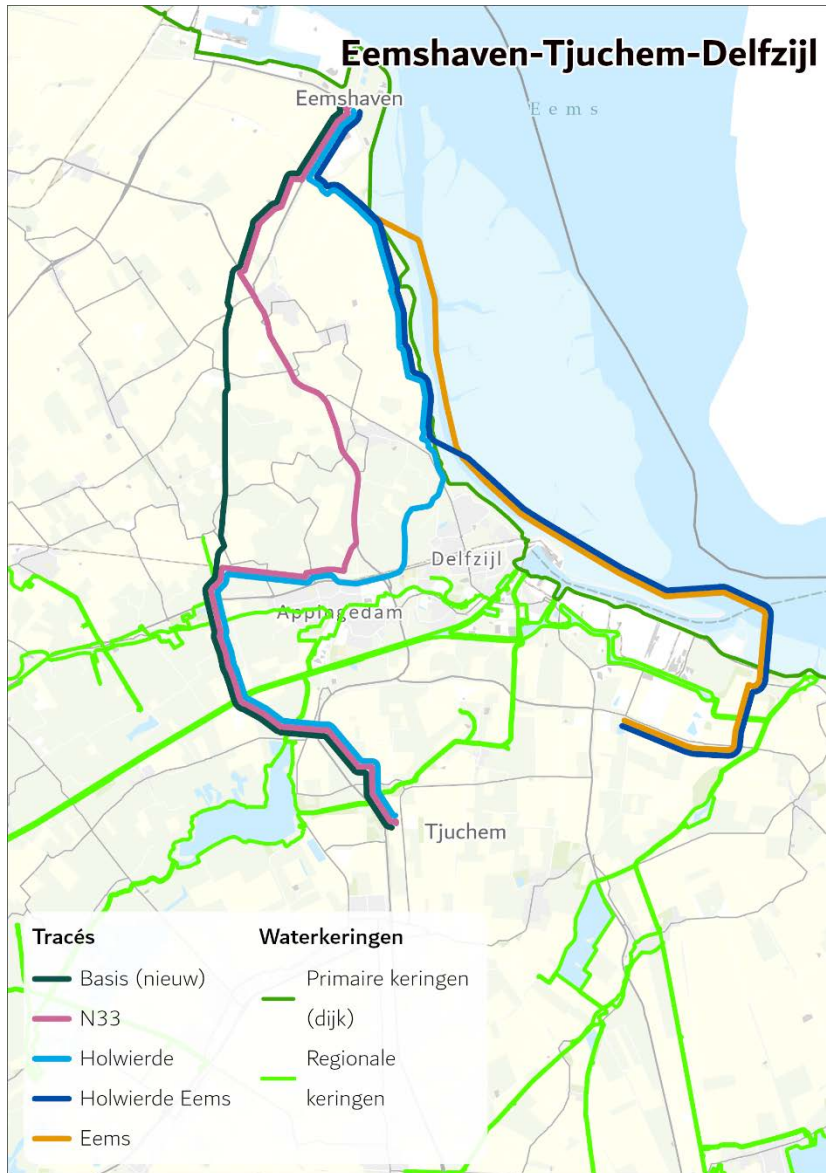 Eemshaven-Tjuchem-Delfzijl
Eemshaven
Eems
Delfzijl
Appingedam
Tjuchem
Tracés
Basis (nieuw)
N33
Holwierde
Holwierde Eems
Eems
Waterkeringen
Primaire keringen
(dijk)
Regionale
keringen